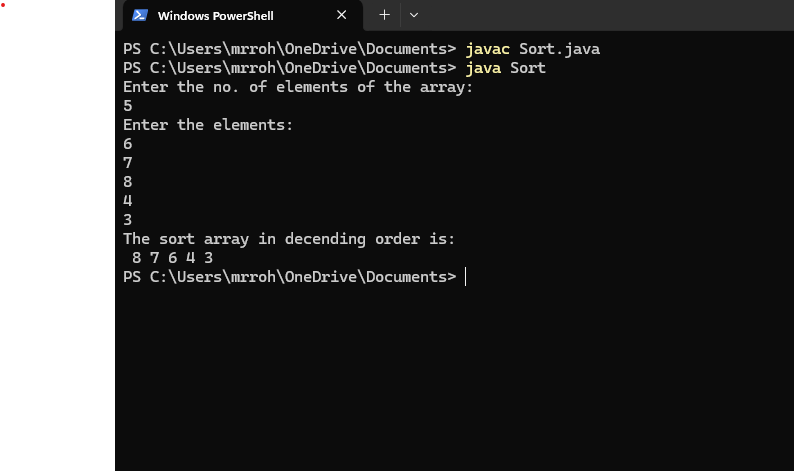 Windows PowerShell
PS C:\Users\mrroh\OneDrive\Documents> javac Sort.java
PS C:\Users\mrroh\OneDrive\Documents> java Sort
Enter the no. of elements of the array:
5
Enter the elements:
6
7
8
4
3
The sort array in decending order is:
 8 7 6 4 3
PS C:\Users\mrroh\OneDrive\Documents>